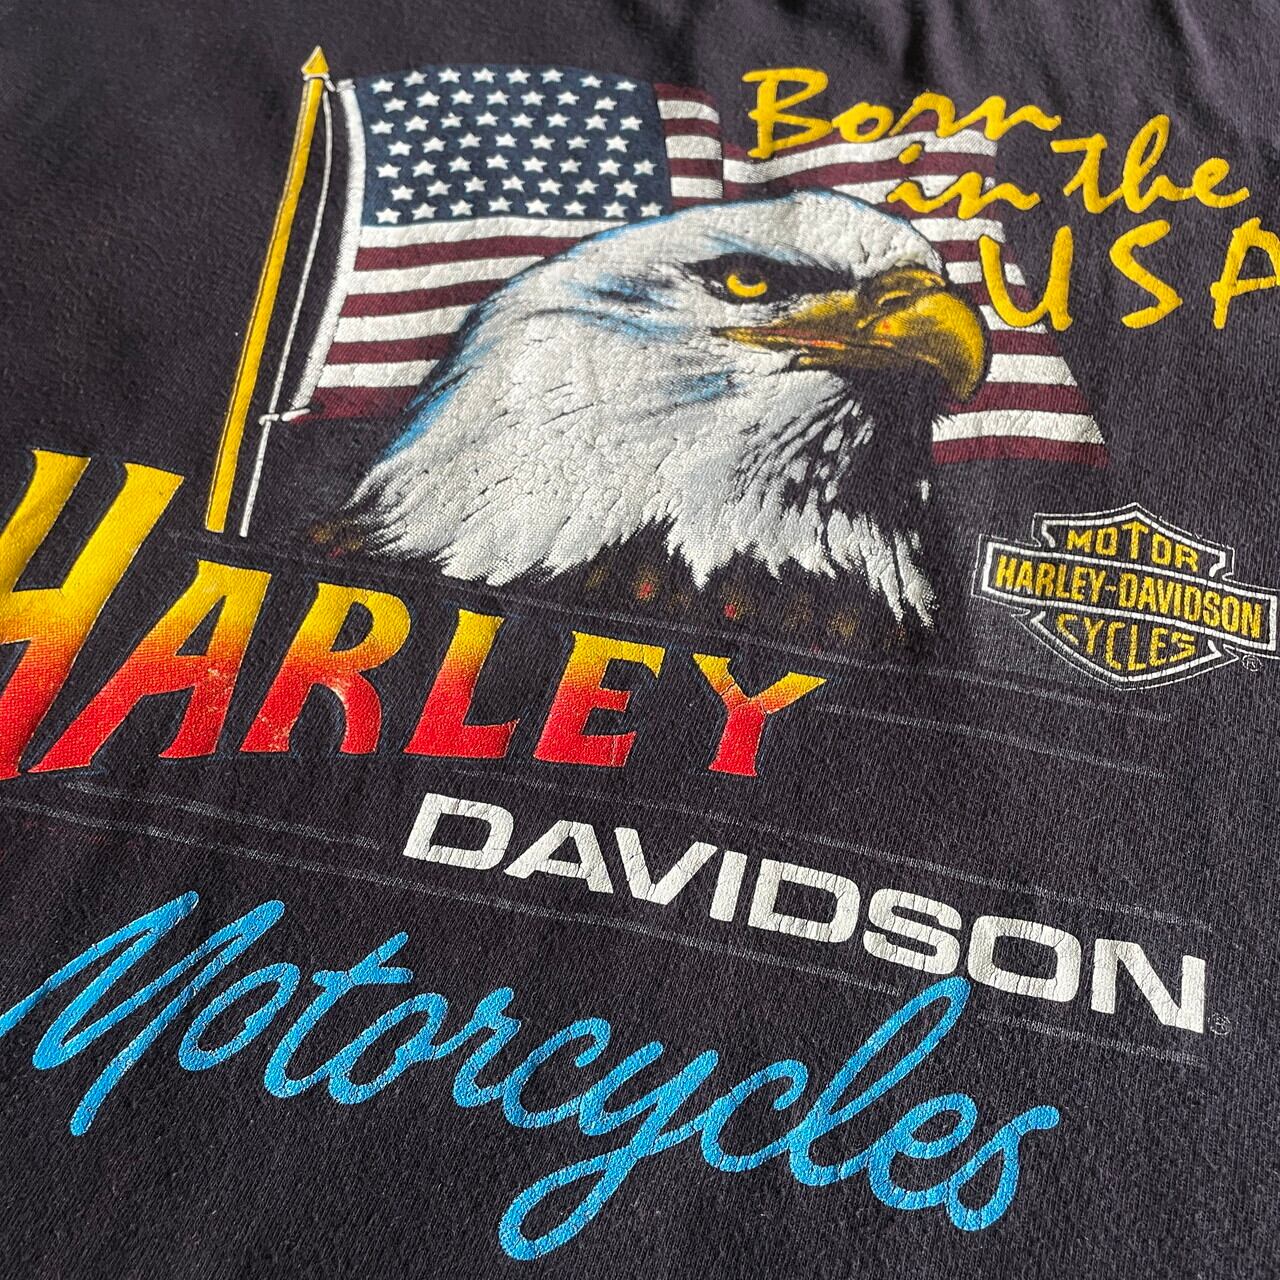 Born
in the
USA
MOTOR
HARLEY-DAVIDSON
CYCLES
®
HARLEY
DAVIDSON
®
Motorcycles